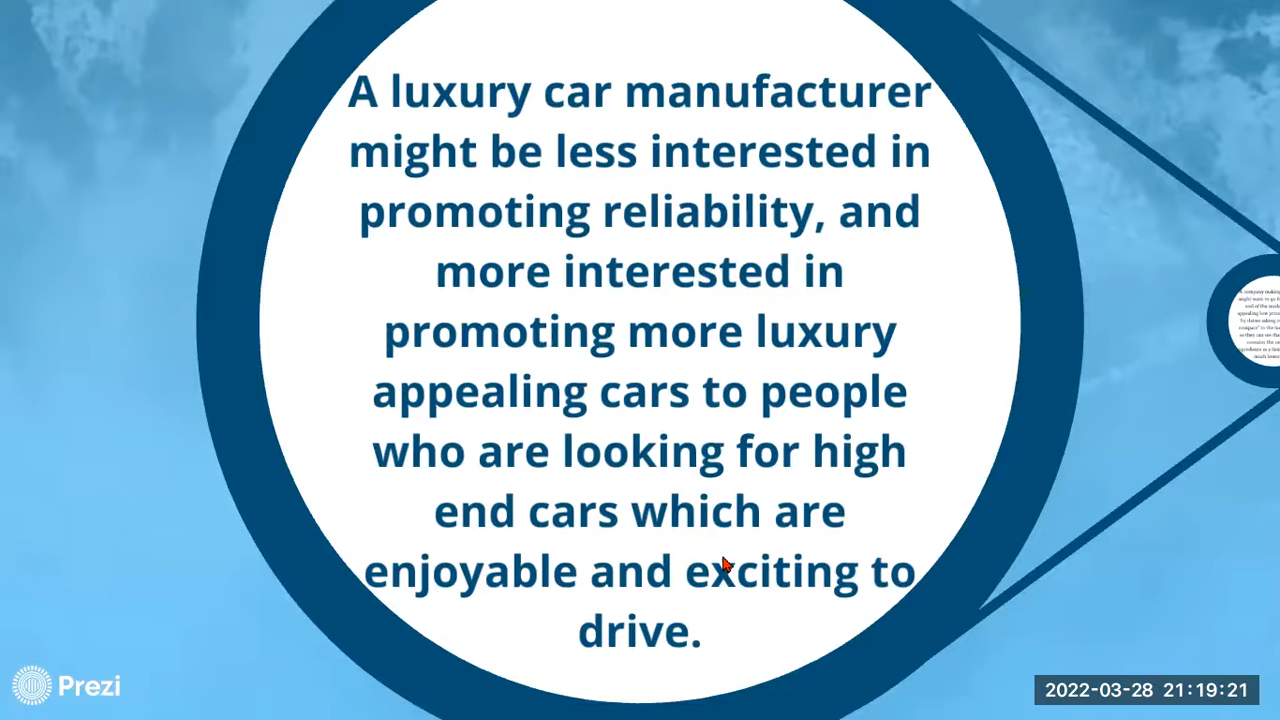 A luxury car manufacturer
might be less interested in
promoting reliability, and
more interested in
promoting more luxury
appealing cars to people
who are looking for high
end cars which are
enjoyable and exciting to
drive.
Prezi
2022-03-28 21:19:21